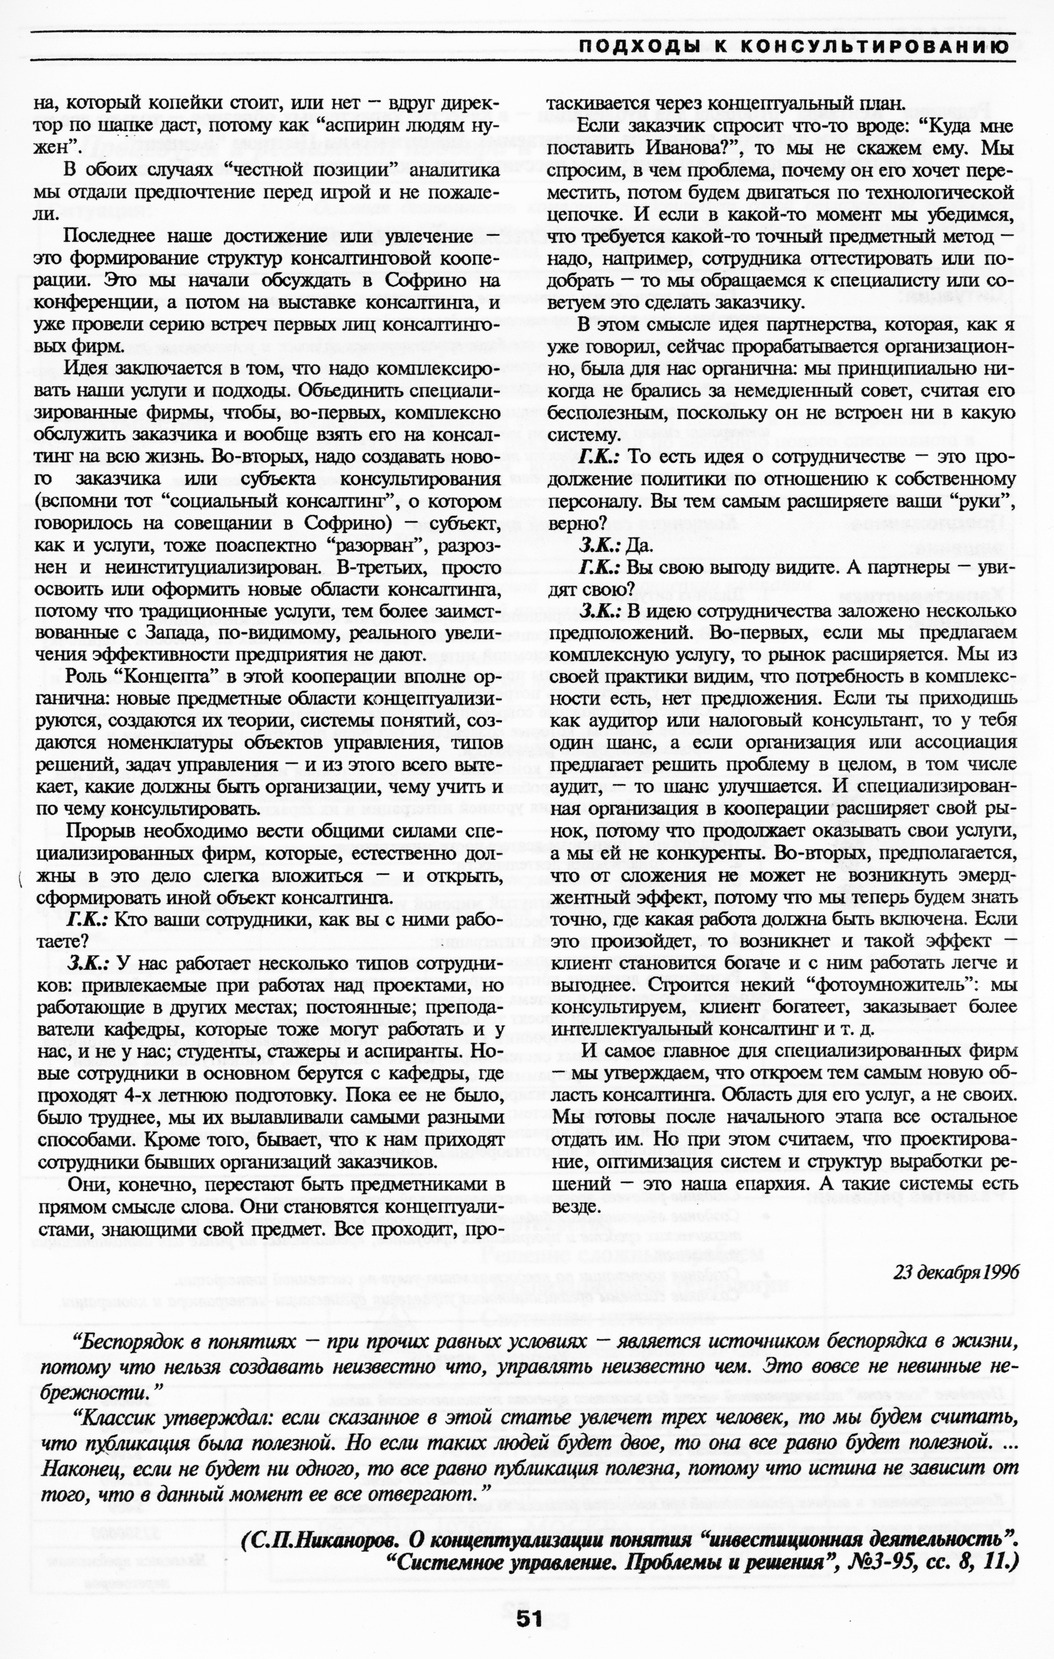 ПОДХОДЫ К КОНСУЛЬТИРОВАНИЮ
на, который копейки стоит, или нет — вдруг дирек-
тор по шапке даст, потому как “аспирин людям ну-
жен”.
В обоих случаях “честной позиции” аналитика
мы отдали предпочтение перед игрой и не пожале-
ли.
Последнее наше достижение или увлечение —
это формирование структур консалтинговой коопе-
рации. Это мы начали обсуждать в Софрино на
конференции, а потом на выставке консалтинга, и
уже провели серию встреч первых лиц консалтинго-
вых фирм.
Идея заключается в том, что надо комплексиро-
вать наши услуги и подходы. Объединить специали-
зированные фирмы, чтобы, во-первых, комплексно
обслужить заказчика и вообще взять его на консал-
тинг на всю жизнь. Во-вторых, надо создавать ново-
го заказчика или субъекта консультирования
(вспомни тот “социальный консалтинг”, о котором
говорилось на совещании в Софрино) — субъект,
как и услуги, тоже поаспектно “разорван”, разроз-
нен и неинституциализирован. В-третьих, просто
освоить или оформить новые области консалтинга,
потому что традиционные услуги, тем более заимст-
вованные с Запада, по-видимому, реального увели-
чения эффективности предприятия не дают.
Роль “Концепта” в этой кооперации вполне ор-
ганична: новые предметные области концептуализи-
руются, создаются их теории, системы понятий, соз-
даются номенклатуры объектов управления, типов
решений, задач управления — и из этого всего выте-
кает, какие должны быть организации, чему учить и
по чему консультировать.
Прорыв необходимо вести общими силами спе-
циализированных фирм, которые, естественно дол-
жны в это дело слегка вложиться — и открыть,
сформировать иной объект консалтинга.
Г.К.: Кто ваши сотрудники, как вы с ними рабо-
таете?
З.К.: У нас работает несколько типов сотрудни-
ков: привлекаемые при работах над проектами, но
работающие в других местах; постоянные; препода-
ватели кафедры, которые тоже могут работать и у
нас, и не у нас; студенты, стажеры и аспиранты. Но-
вые сотрудники в основном берутся с кафедры, где
проходят 4-х летнюю подготовку. Пока ее не было,
было труднее, мы их вылавливали самыми разными
способами. Кроме того, бывает, что к нам приходят
сотрудники бывших организаций заказчиков.
Они, конечно, перестают быть предметниками в
прямом смысле слова. Они становятся концептуали-
стами, знающими свой предмет. Все проходит, про-
таскивается через концептуальный план.
Если заказчик спросит что-то вроде: “Куда мне
поставить Иванова?”, то мы не скажем ему. Мы
спросим, в чем проблема, почему он его хочет пере-
местить, потом будем двигаться по технологической
цепочке. И если в какой-то момент мы убедимся,
что требуется какой-то точный предметный метод —
надо, например, сотрудника оттестировать или по-
добрать — то мы обращаемся к специалисту или со-
ветуем это сделать заказчику.
В этом смысле идея партнерства, которая, как я
уже говорил, сейчас прорабатывается организацион-
но, была для нас органична: мы принципиально ни-
когда не брались за немедленный совет, считая его
бесполезным, поскольку он не встроен ни в какую
систему.
Г.К.: То есть идея о сотрудничестве — это про-
должение политики по отношению к собственному
персоналу. Вы тем самым расширяете ваши “руки”,
верно?
З.К.: Да.
Г.К.: Вы свою выгоду видите. А партнеры — уви-
дят свою?
З.К.: В идею сотрудничества заложено несколько
предположений. Во-первых, если мы предлагаем
комплексную услугу, то рынок расширяется. Мы из
своей практики видим, что потребность в комплекс-
ности есть, нет предложения. Если ты приходишь
как аудитор или налоговый консультант, то у тебя
один шанс, а если организация или ассоциация
предлагает решить проблему в целом, в том числе
аудит, — то шанс улучшается. И специализирован-
ная организация в кооперации расширяет свой ры-
нок, потому что продолжает оказывать свои услуги,
а мы ей не конкуренты. Во-вторых, предполагается,
что от сложения не может не возникнуть эмерд-
жентный эффект, потому что мы теперь будем знать
точно, где какая работа должна быть включена. Если
это произойдет, то возникнет и такой эффект —
клиент становится богаче и с ним работать легче и
выгоднее. Строится некий “фотоумножитель”: мы
консультируем, клиент богатеет, заказывает более
интеллектуальный консалтинг и т. д.
И самое главное для специализированных фирм
— мы утверждаем, что откроем тем самым новую об-
ласть консалтинга. Область для его услуг, а не своих.
Мы готовы после начального этапа все остальное
отдать им. Но при этом считаем, что проектирова-
ние, оптимизация систем и структур выработки ре-
шений — это наша епархия. А такие системы есть
везде.
23 декабря 1996
“Беспорядок в понятиях — при прочих равных условиях — является источником беспорядка в жизни,
потому что нельзя создавать неизвестно что, управлять неизвестно чем. Это вовсе не невинные не-
брежности.”
“Классик утверждал: если сказанное в этой статье увлечет трех человек, то мы будем считать,
что публикация была полезной. Но если таких людей будет двое, то она все равно будет полезной. ...
Наконец, если не будет ни одного, то все равно публикация полезна, потому что истина не зависит от
того, что в данный момент ее все отвергают.”
(С.П.Никаноров. О концептуализации понятия “инвестиционная деятельность”.
“Системное управление. Проблемы и решения”, №3-95, сс. 8, 11.)
51